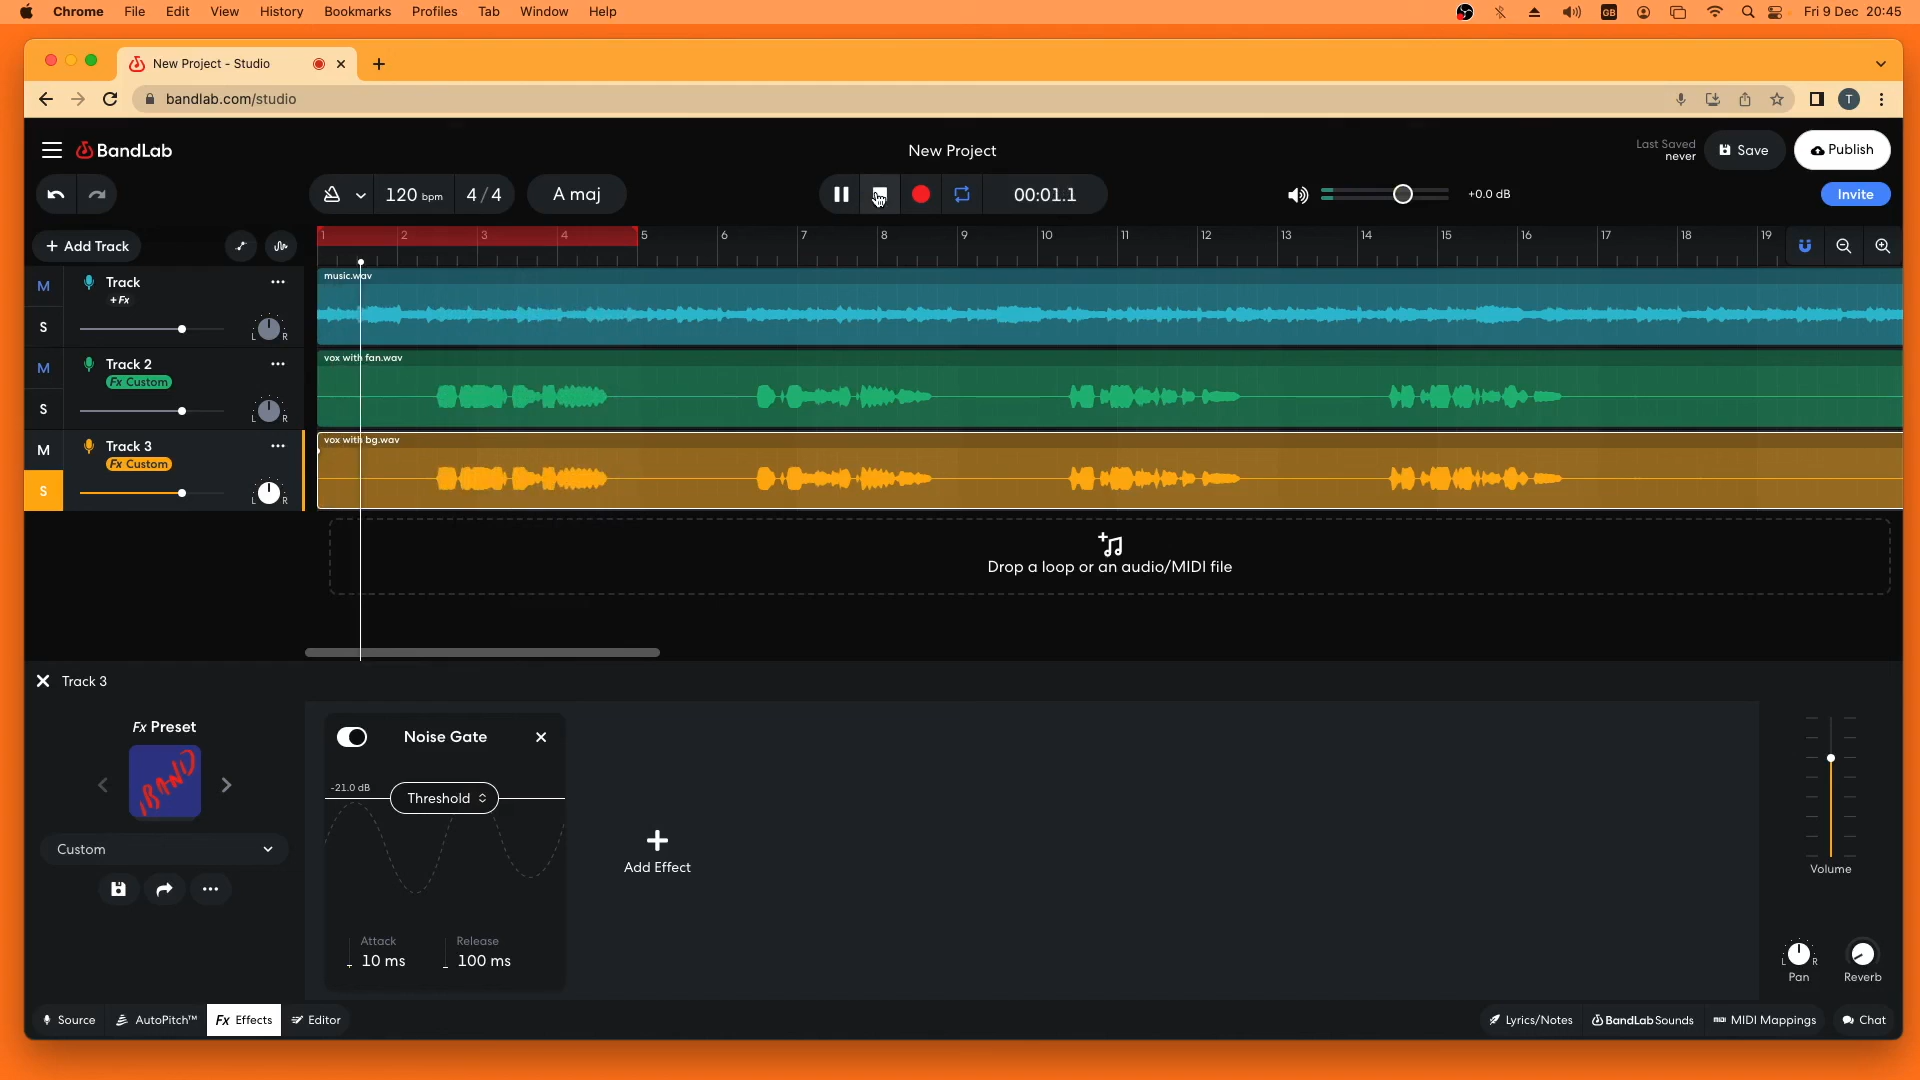 Chrome File Edit View History Bookmarks Profiles Tab Window Help
GB Fri 9 Dec 20:45
New Project - Studio
bandlab.com/studio
T
BandLab
New Project
Last Saved
never
Save
Publish
120 bpm 4/4 A maj
00:01.1
+0.0 dB
Invite
+ Add Track
1 2 3 4 5 6 7 8 9 10 11 12 13 14 15 16 17 18 19
M Track
+Fx
S
L R
music.wav
M Track 2
Fx Custom
S
L R
vox with fan.wav
M Track 3
Fx Custom
S
L R
vox with bg.wav
Drop a loop or an audio/MIDI file
Track 3
Fx Preset
BAND
Custom
Noise Gate
-21.0 dB
Threshold
Attack
10 ms
Release
100 ms
Add Effect
Volume
L R
Pan
Reverb
Source
AutoPitch™
Fx Effects
Editor
Lyrics/Notes
BandLab Sounds
MIDI MIDI Mappings
Chat